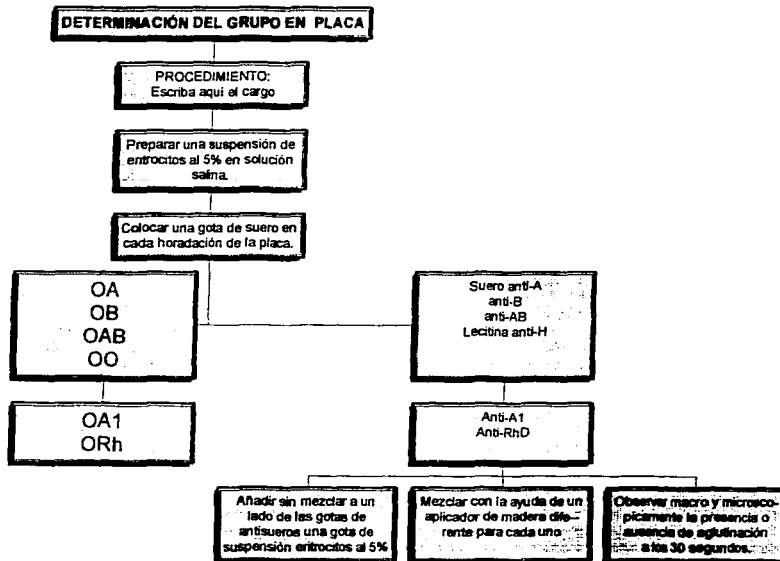 DETERMINACIÓN DEL GRUPO EN PLACA
PROCEDIMIENTO:
Escriba aquí el cargo
Preparar una suspensión de
entrocitos al 5% en solución
salina.
Colocar una gota de suero en
cada horadación de la placa.
OA
OB
OAB
OO
Suero anti-A
anti-B
anti-AB
Lecitina anti-H
OA1
ORh
Anti-A1
Anti-RhD
Añadir sin mezclar a un
lado de las gotas de
antisueros una gota de
suspensión eritrocitos al 5%
Mezclar con la ayuda de un
aplicador de madera dife-
rente para cada uno
Observar macro y microsco-
picamente la presencia o
ausencia de aglutinación
a los 30 segundos.